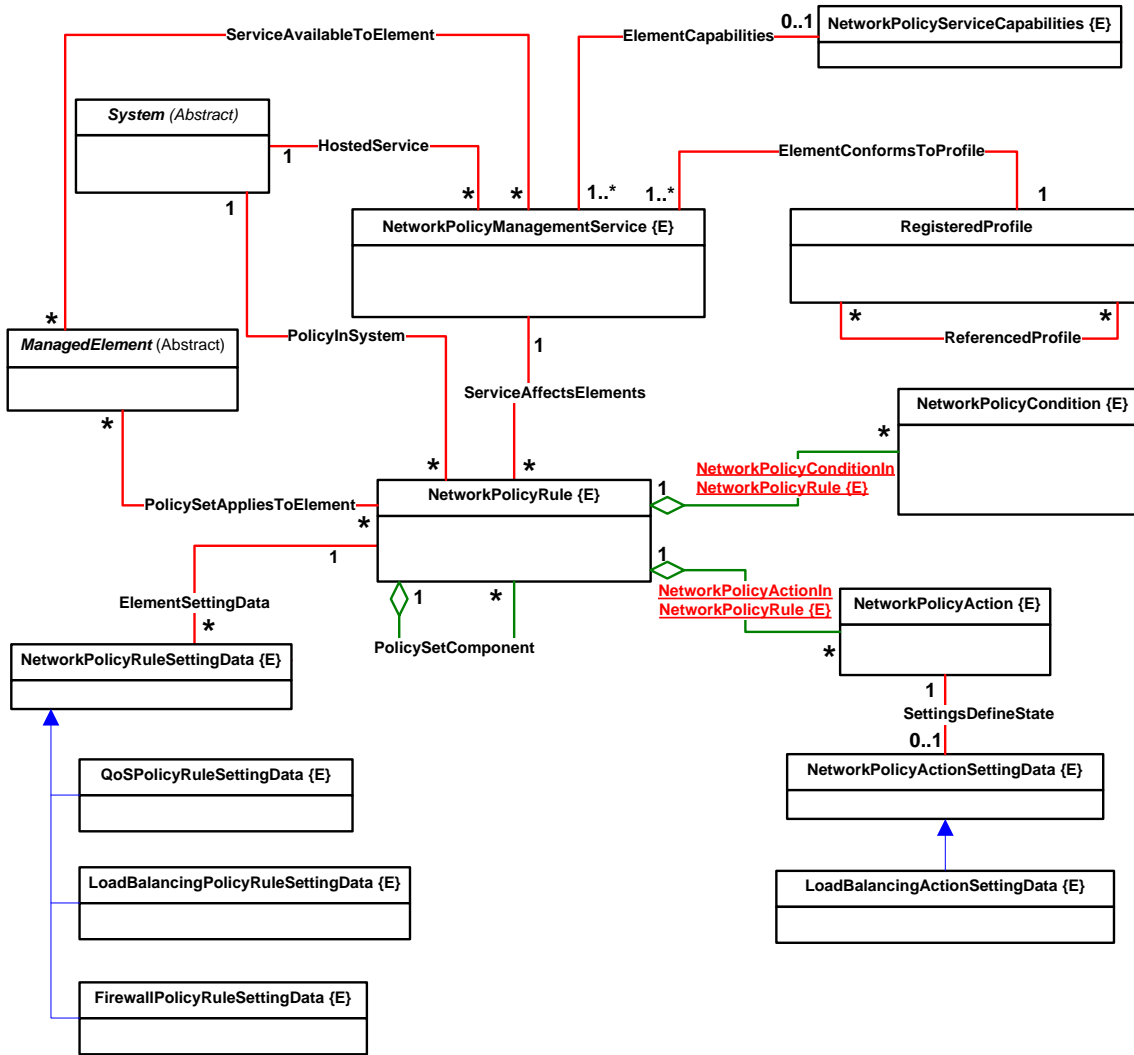 ServiceAvailableToElement
ElementCapabilities
0..1
NetworkPolicyServiceCapabilities {E}
System (Abstract)
1
HostedService
*
*
1..*
1..*
ElementConformsToProfile
1
1
NetworkPolicyManagementService {E}
RegisteredProfile
*
*
ReferencedProfile
*
ManagedElement (Abstract)
PolicyInSystem
1
ServiceAffectsElements
*
NetworkPolicyCondition {E}
*
*
*
NetworkPolicyConditionIn
NetworkPolicyRule {E}
1
NetworkPolicyRule {E}
PolicySetAppliesToElement
*
1
1
NetworkPolicyActionIn
NetworkPolicyRule {E}
*
NetworkPolicyAction {E}
ElementSettingData
*
1
*
PolicySetComponent
NetworkPolicyRuleSettingData {E}
1
SettingsDefineState
0..1
QoSPolicyRuleSettingData {E}
NetworkPolicyActionSettingData {E}
LoadBalancingPolicyRuleSettingData {E}
LoadBalancingActionSettingData {E}
FirewallPolicyRuleSettingData {E}